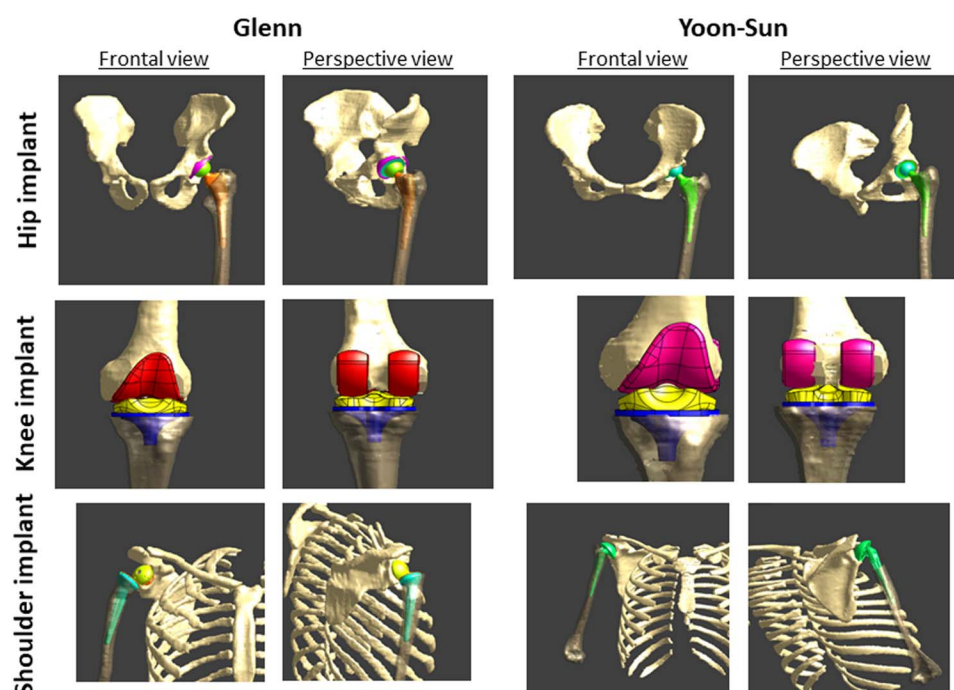 Glenn
Yoon-Sun
Frontal view
Perspective view
Frontal view
Perspective view
Hip implant
Knee implant
Shoulder implant